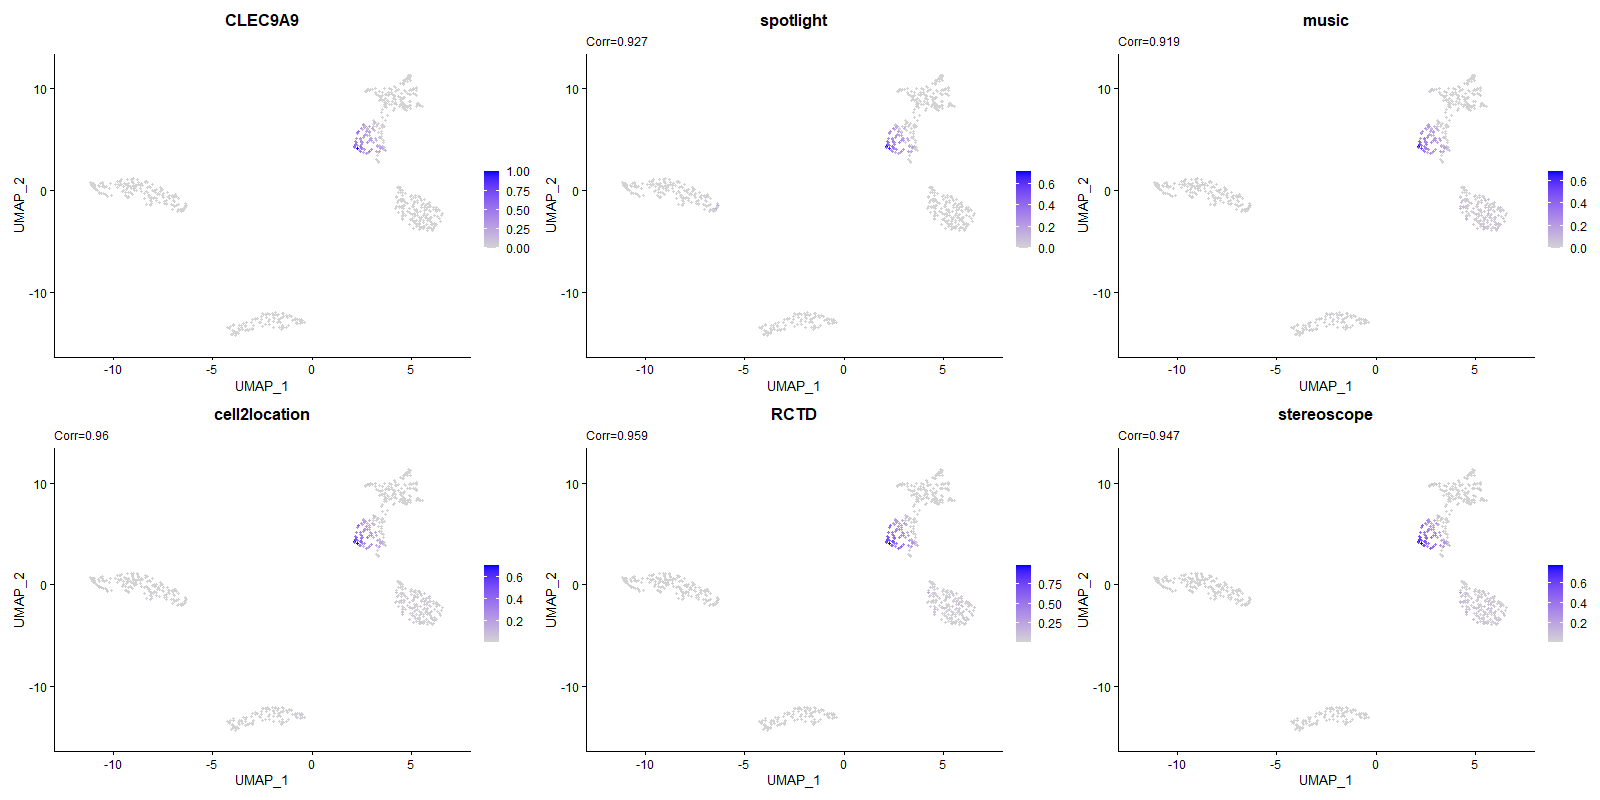 CLEC9A9
10
0
-10
-10
-5
0
5
UMAP_1
UMAP_2
1.00
0.75
0.50
0.25
0.00
spotlight
Corr=0.927
10
0
-10
-10
-5
0
5
UMAP_1
UMAP_2
0.6
0.4
0.2
0.0
music
Corr=0.919
10
0
-10
-10
-5
0
5
UMAP_1
UMAP_2
0.6
0.4
0.2
0.0
cell2location
Corr=0.96
10
0
-10
-10
-5
0
5
UMAP_1
UMAP_2
0.6
0.4
0.2
RCTD
Corr=0.959
10
0
-10
-10
-5
0
5
UMAP_1
UMAP_2
0.75
0.50
0.25
stereoscope
Corr=0.947
10
0
-10
-10
-5
0
5
UMAP_1
UMAP_2
0.6
0.4
0.2